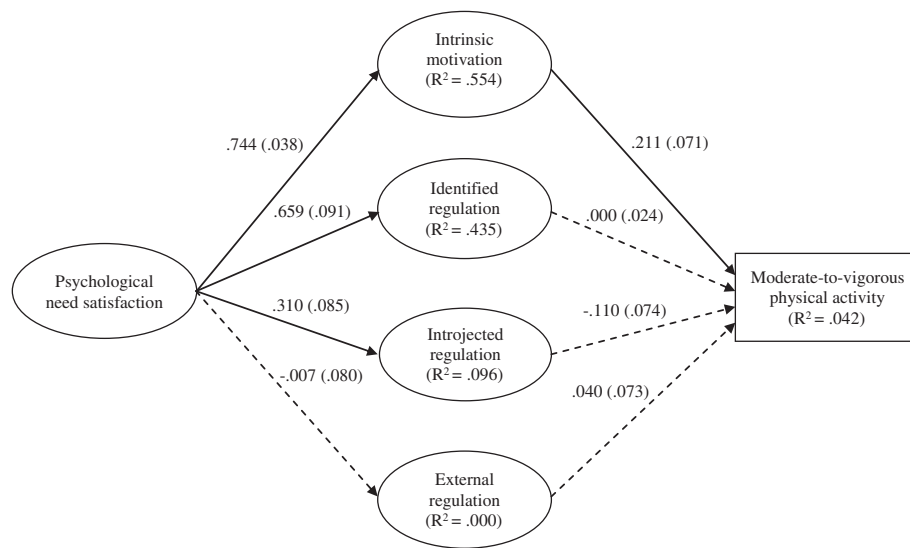 Intrinsic
motivation
(R² = .554)
.744 (.038)
.211 (.071)
Identified
regulation
(R² = .435)
.659 (.091)
.000 (.024)
Psychological
need satisfaction
Moderate-to-vigorous
physical activity
(R² = .042)
.310 (.085)
-.110 (.074)
Introjected
regulation
(R² = .096)
-.007 (.080)
.040 (.073)
External
regulation
(R² = .000)